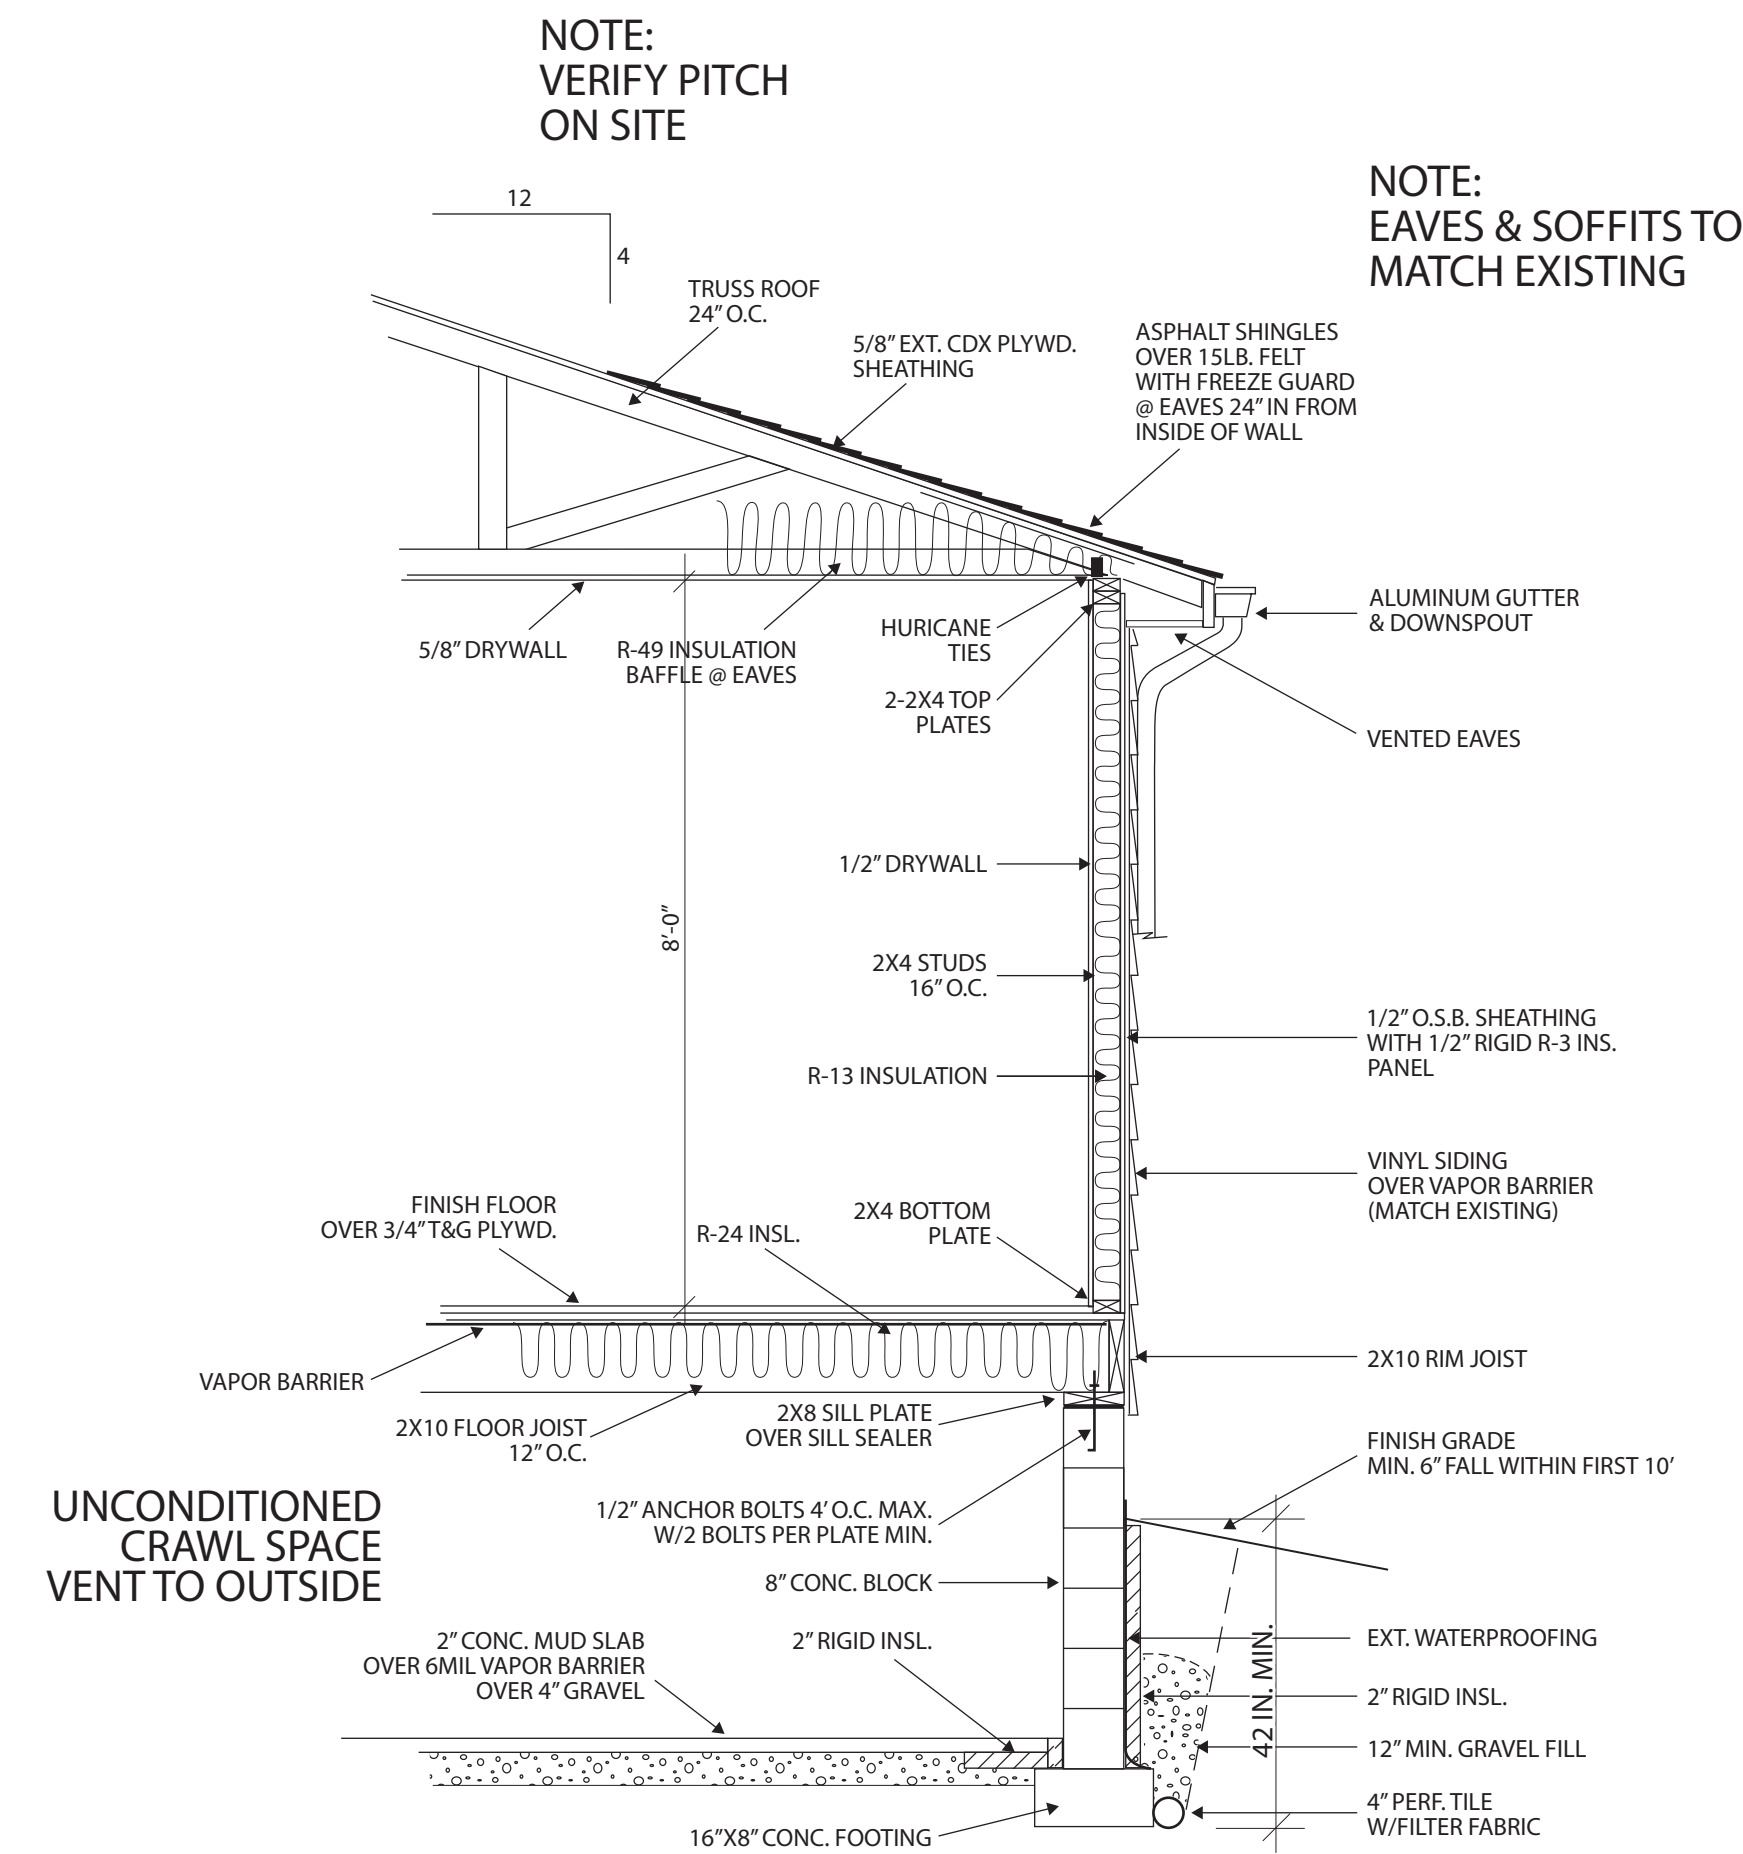 NOTE:
VERIFY PITCH
ON SITE
NOTE:
EAVES & SOFFITS TO
MATCH EXISTING
12
4
TRUSS ROOF
24” O.C.
5/8” EXT. CDX PLYWD.
SHEATHING
ASPHALT SHINGLES
OVER 15LB. FELT
WITH FREEZE GUARD
@ EAVES 24” IN FROM
INSIDE OF WALL
5/8” DRYWALL
R-49 INSULATION
BAFFLE @ EAVES
HURICANE
TIES
2-2X4 TOP
PLATES
ALUMINUM GUTTER
& DOWNSPOUT
VENTED EAVES
1/2” DRYWALL
8’-0”
2X4 STUDS
16” O.C.
R-13 INSULATION
1/2” O.S.B. SHEATHING
WITH 1/2” RIGID R-3 INS.
PANEL
VINYL SIDING
OVER VAPOR BARRIER
(MATCH EXISTING)
FINISH FLOOR
OVER 3/4” T&G PLYWD.
R-24 INSL.
2X4 BOTTOM
PLATE
VAPOR BARRIER
2X10 FLOOR JOIST
12” O.C.
2X8 SILL PLATE
OVER SILL SEALER
2X10 RIM JOIST
FINISH GRADE
MIN. 6” FALL WITHIN FIRST 10’
UNCONDITIONED
CRAWL SPACE
VENT TO OUTSIDE
1/2” ANCHOR BOLTS 4’ O.C. MAX.
W/2 BOLTS PER PLATE MIN.
8” CONC. BLOCK
2” CONC. MUD SLAB
OVER 6MIL VAPOR BARRIER
OVER 4” GRAVEL
2” RIGID INSL.
EXT. WATERPROOFING
42 IN. MIN.
2” RIGID INSL.
12” MIN. GRAVEL FILL
4” PERF. TILE
W/FILTER FABRIC
16”X8” CONC. FOOTING